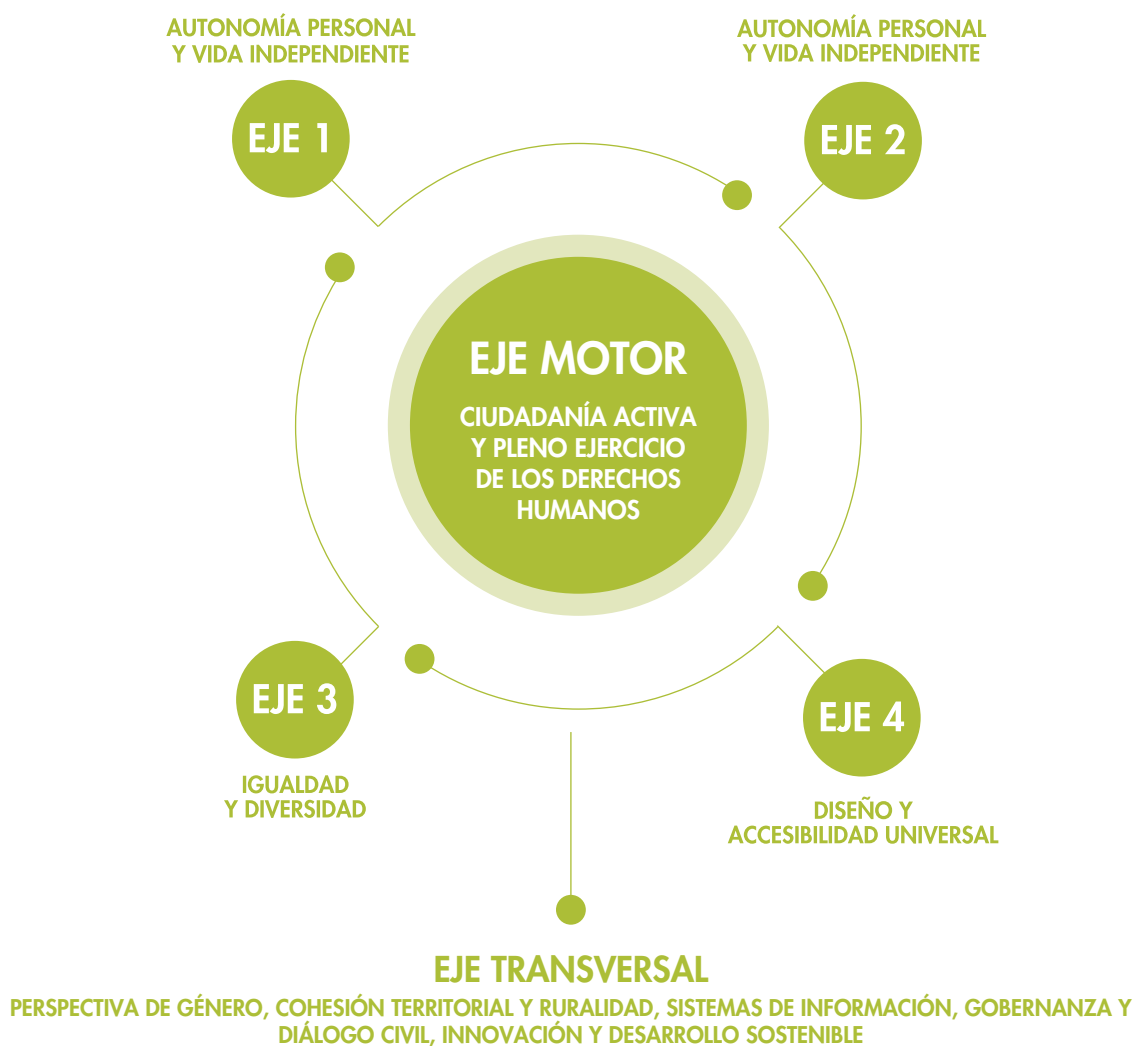 AUTONOMÍA PERSONAL
Y VIDA INDEPENDIENTE
EJE 1
AUTONOMÍA PERSONAL
Y VIDA INDEPENDIENTE
EJE 2
EJE MOTOR
CIUDADANÍA ACTIVA
Y PLENO EJERCICIO
DE LOS DERECHOS
HUMANOS
EJE 3
IGUALDAD
Y DIVERSIDAD
EJE 4
DISEÑO Y
ACCESIBILIDAD UNIVERSAL
EJE TRANSVERSAL
PERSPECTIVA DE GÉNERO, COHESIÓN TERRITORIAL Y RURALIDAD, SISTEMAS DE INFORMACIÓN, GOBERNANZA Y
DIÁLOGO CIVIL, INNOVACIÓN Y DESARROLLO SOSTENIBLE